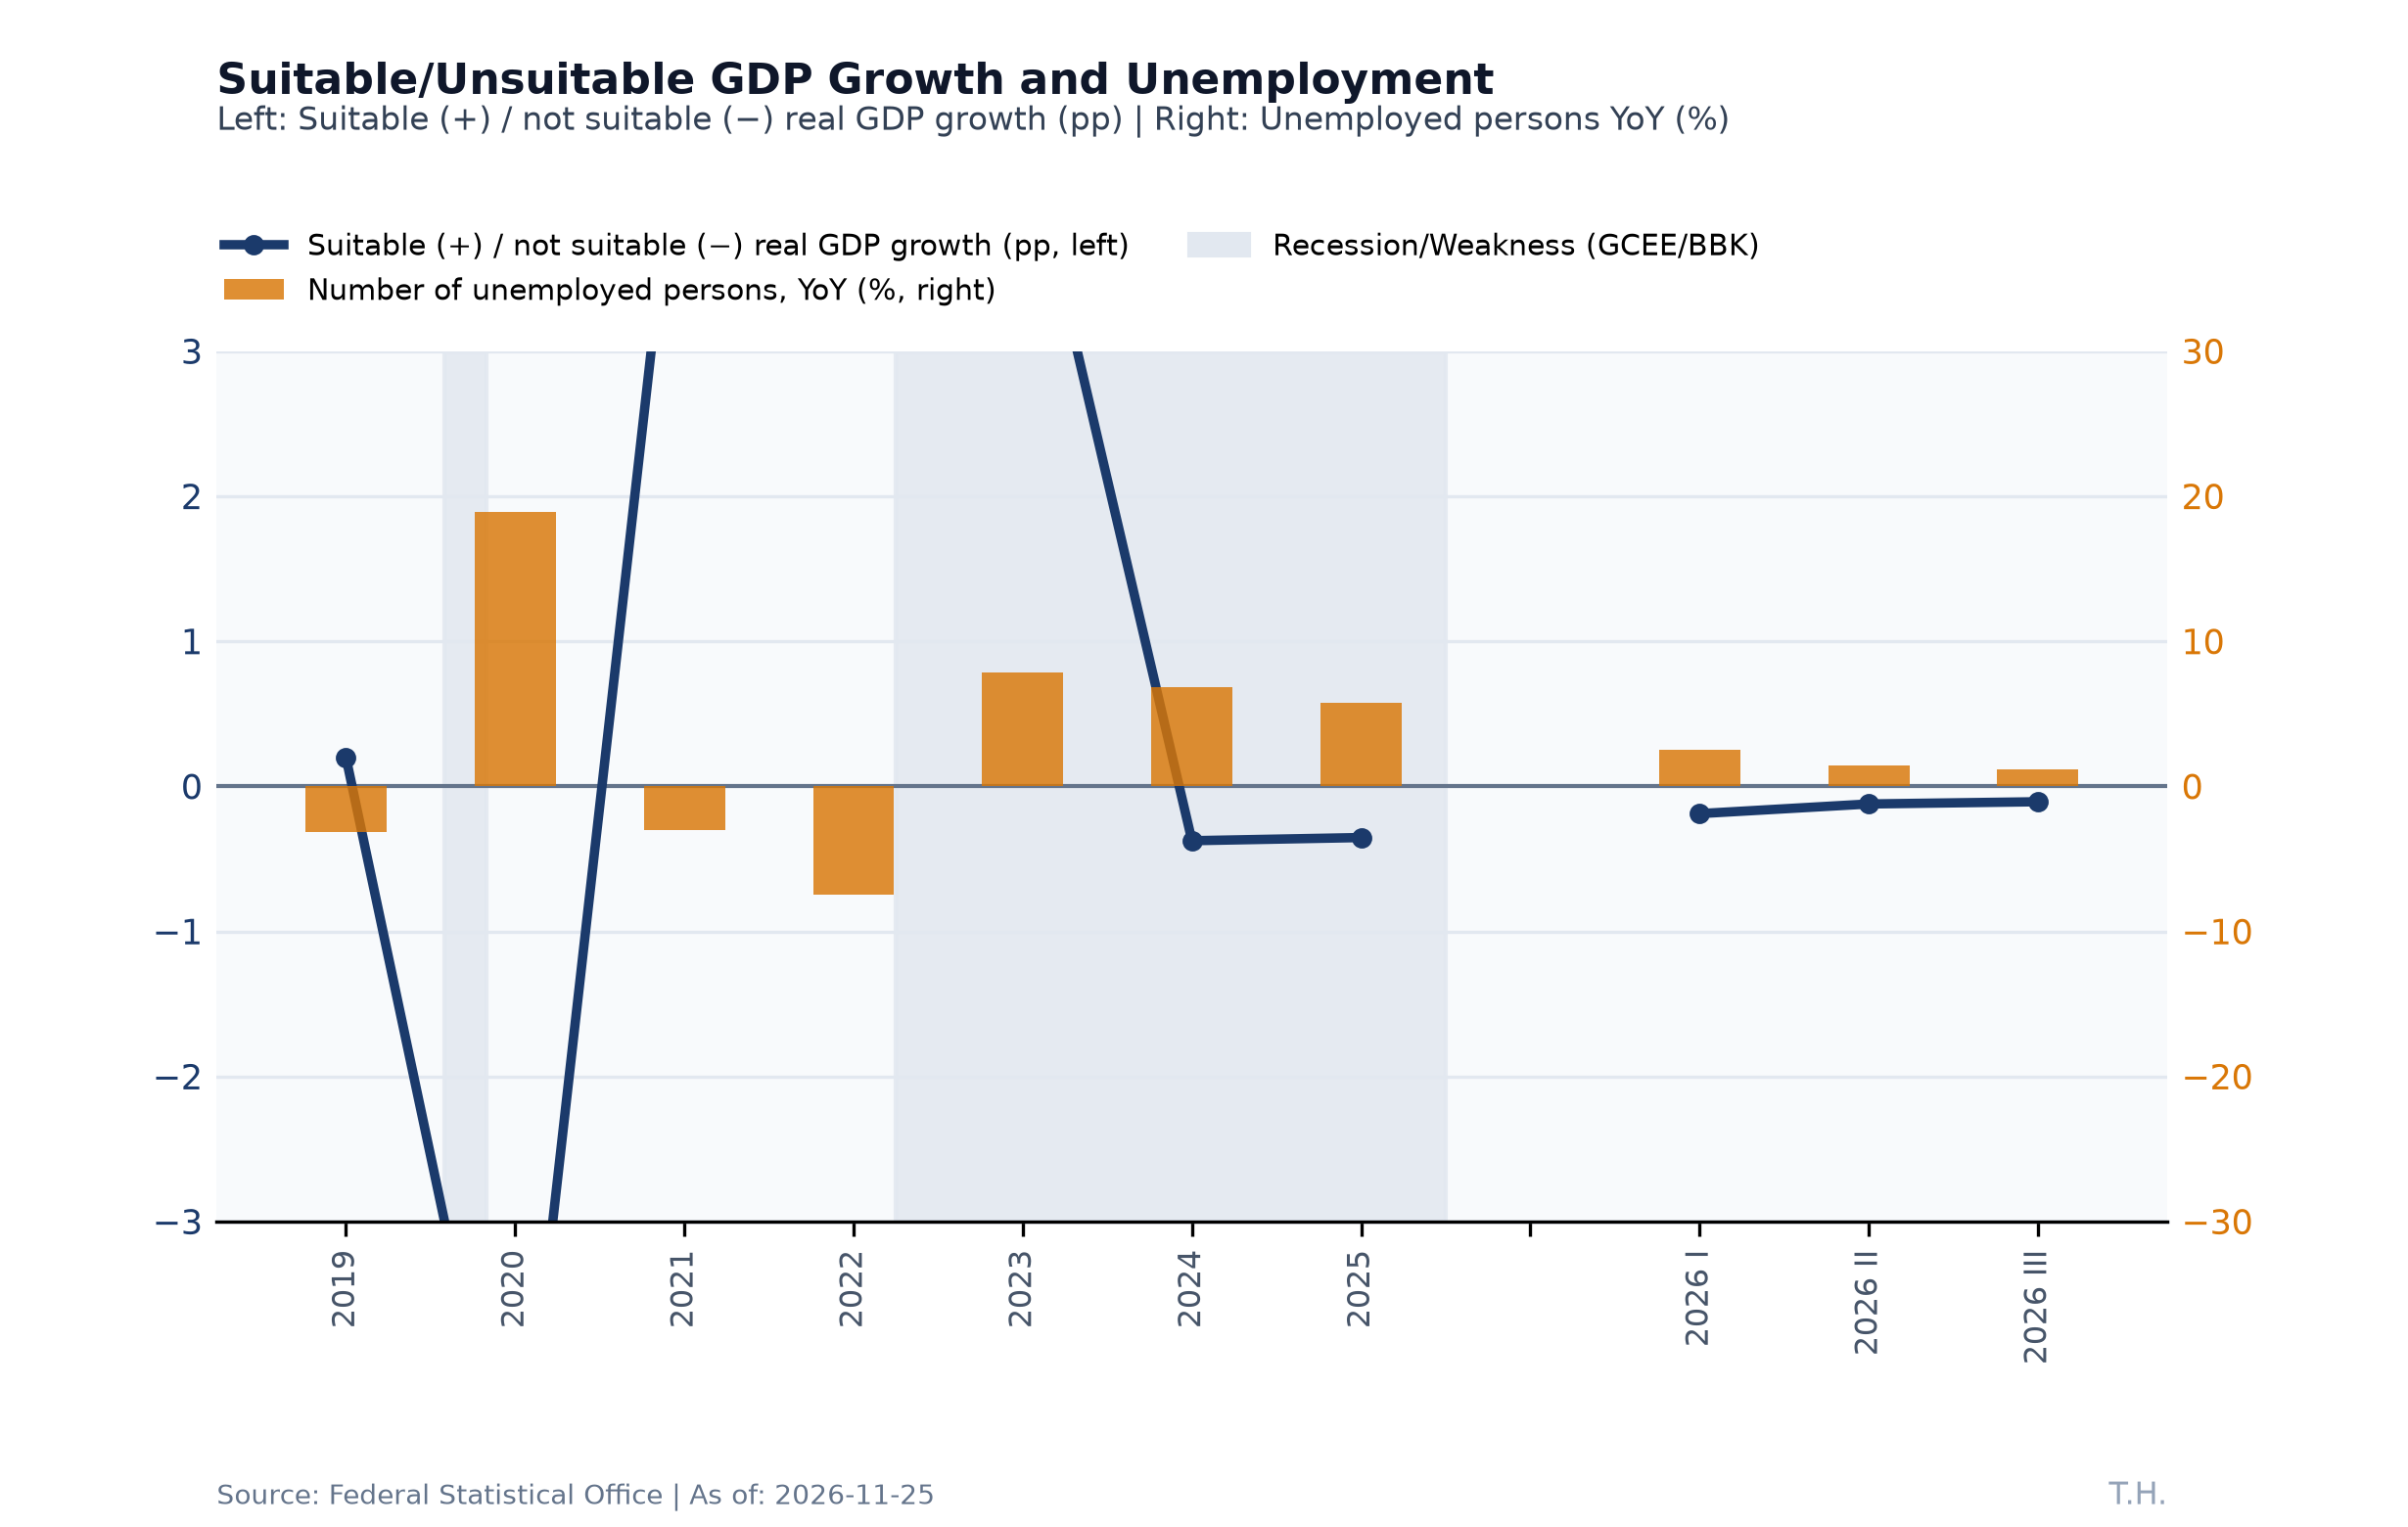 Suitable/Unsuitable GDP Growth and Unemployment
Left: Suitable (+) / not suitable (−) real GDP growth (pp) | Right: Unemployed persons YoY (%)
Suitable (+) / not suitable (−) real GDP growth (pp, left)
Number of unemployed persons, YoY (%, right)
Recession/Weakness (GCEE/BBK)
3
2
1
0
−1
−2
−3
30
20
10
0
−10
−20
−30
2019
2020
2021
2022
2023
2024
2025
2026 I
2026 II
2026 III
Source: Federal Statistical Office | As of: 2026-11-25
T.H.